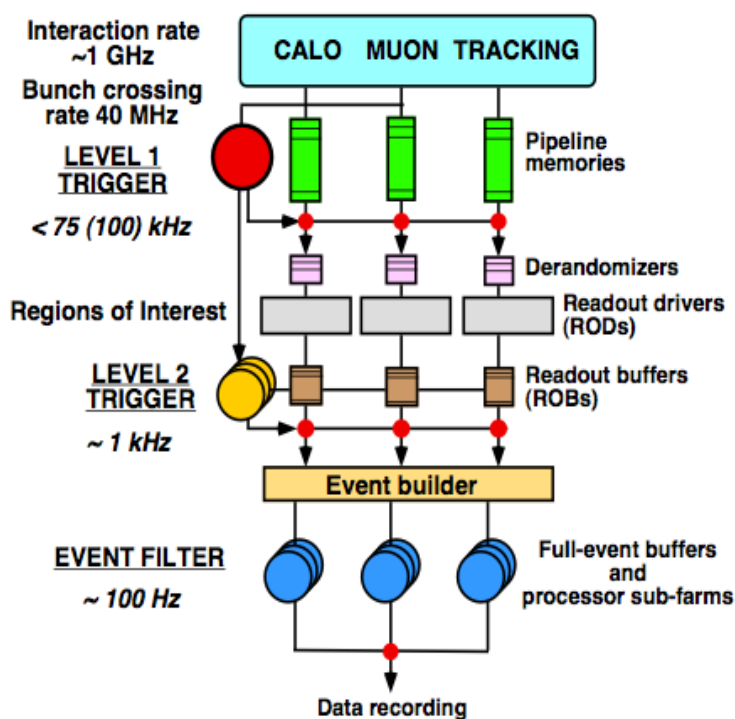 Interaction rate
~1 GHz
CALO MUON TRACKING
Bunch crossing
rate 40 MHz
LEVEL 1
TRIGGER
Pipeline
memories
< 75 (100) kHz
Derandomizers
Regions of Interest
Readout drivers
(RODs)
LEVEL 2
TRIGGER
Readout buffers
(ROBs)
~ 1 kHz
Event builder
EVENT FILTER
~ 100 Hz
Full-event buffers
and
processor sub-farms
Data recording